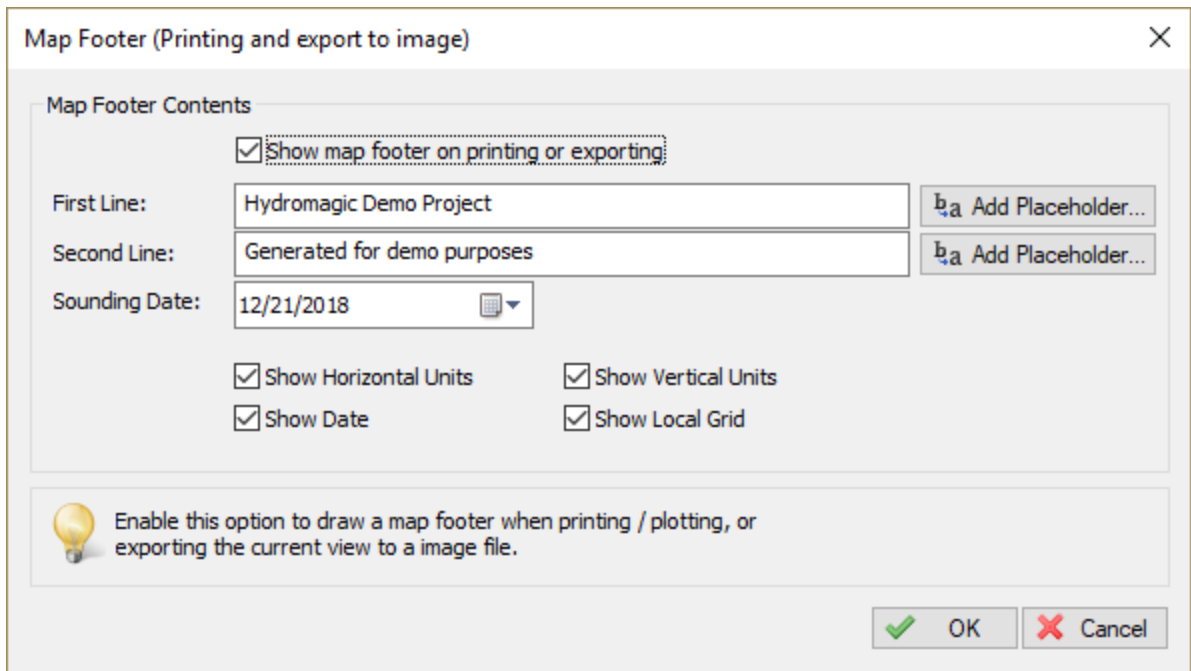 Map Footer (Printing and export to image)
Map Footer Contents
Show map footer on printing or exporting
First Line: Hydromagic Demo Project Add Placeholder...
Second Line: Generated for demo purposes Add Placeholder...
Sounding Date: 12/21/2018
Show Horizontal Units Show Vertical Units
Show Date Show Local Grid
Enable this option to draw a map footer when printing / plotting, or
exporting the current view to a image file.
OK Cancel